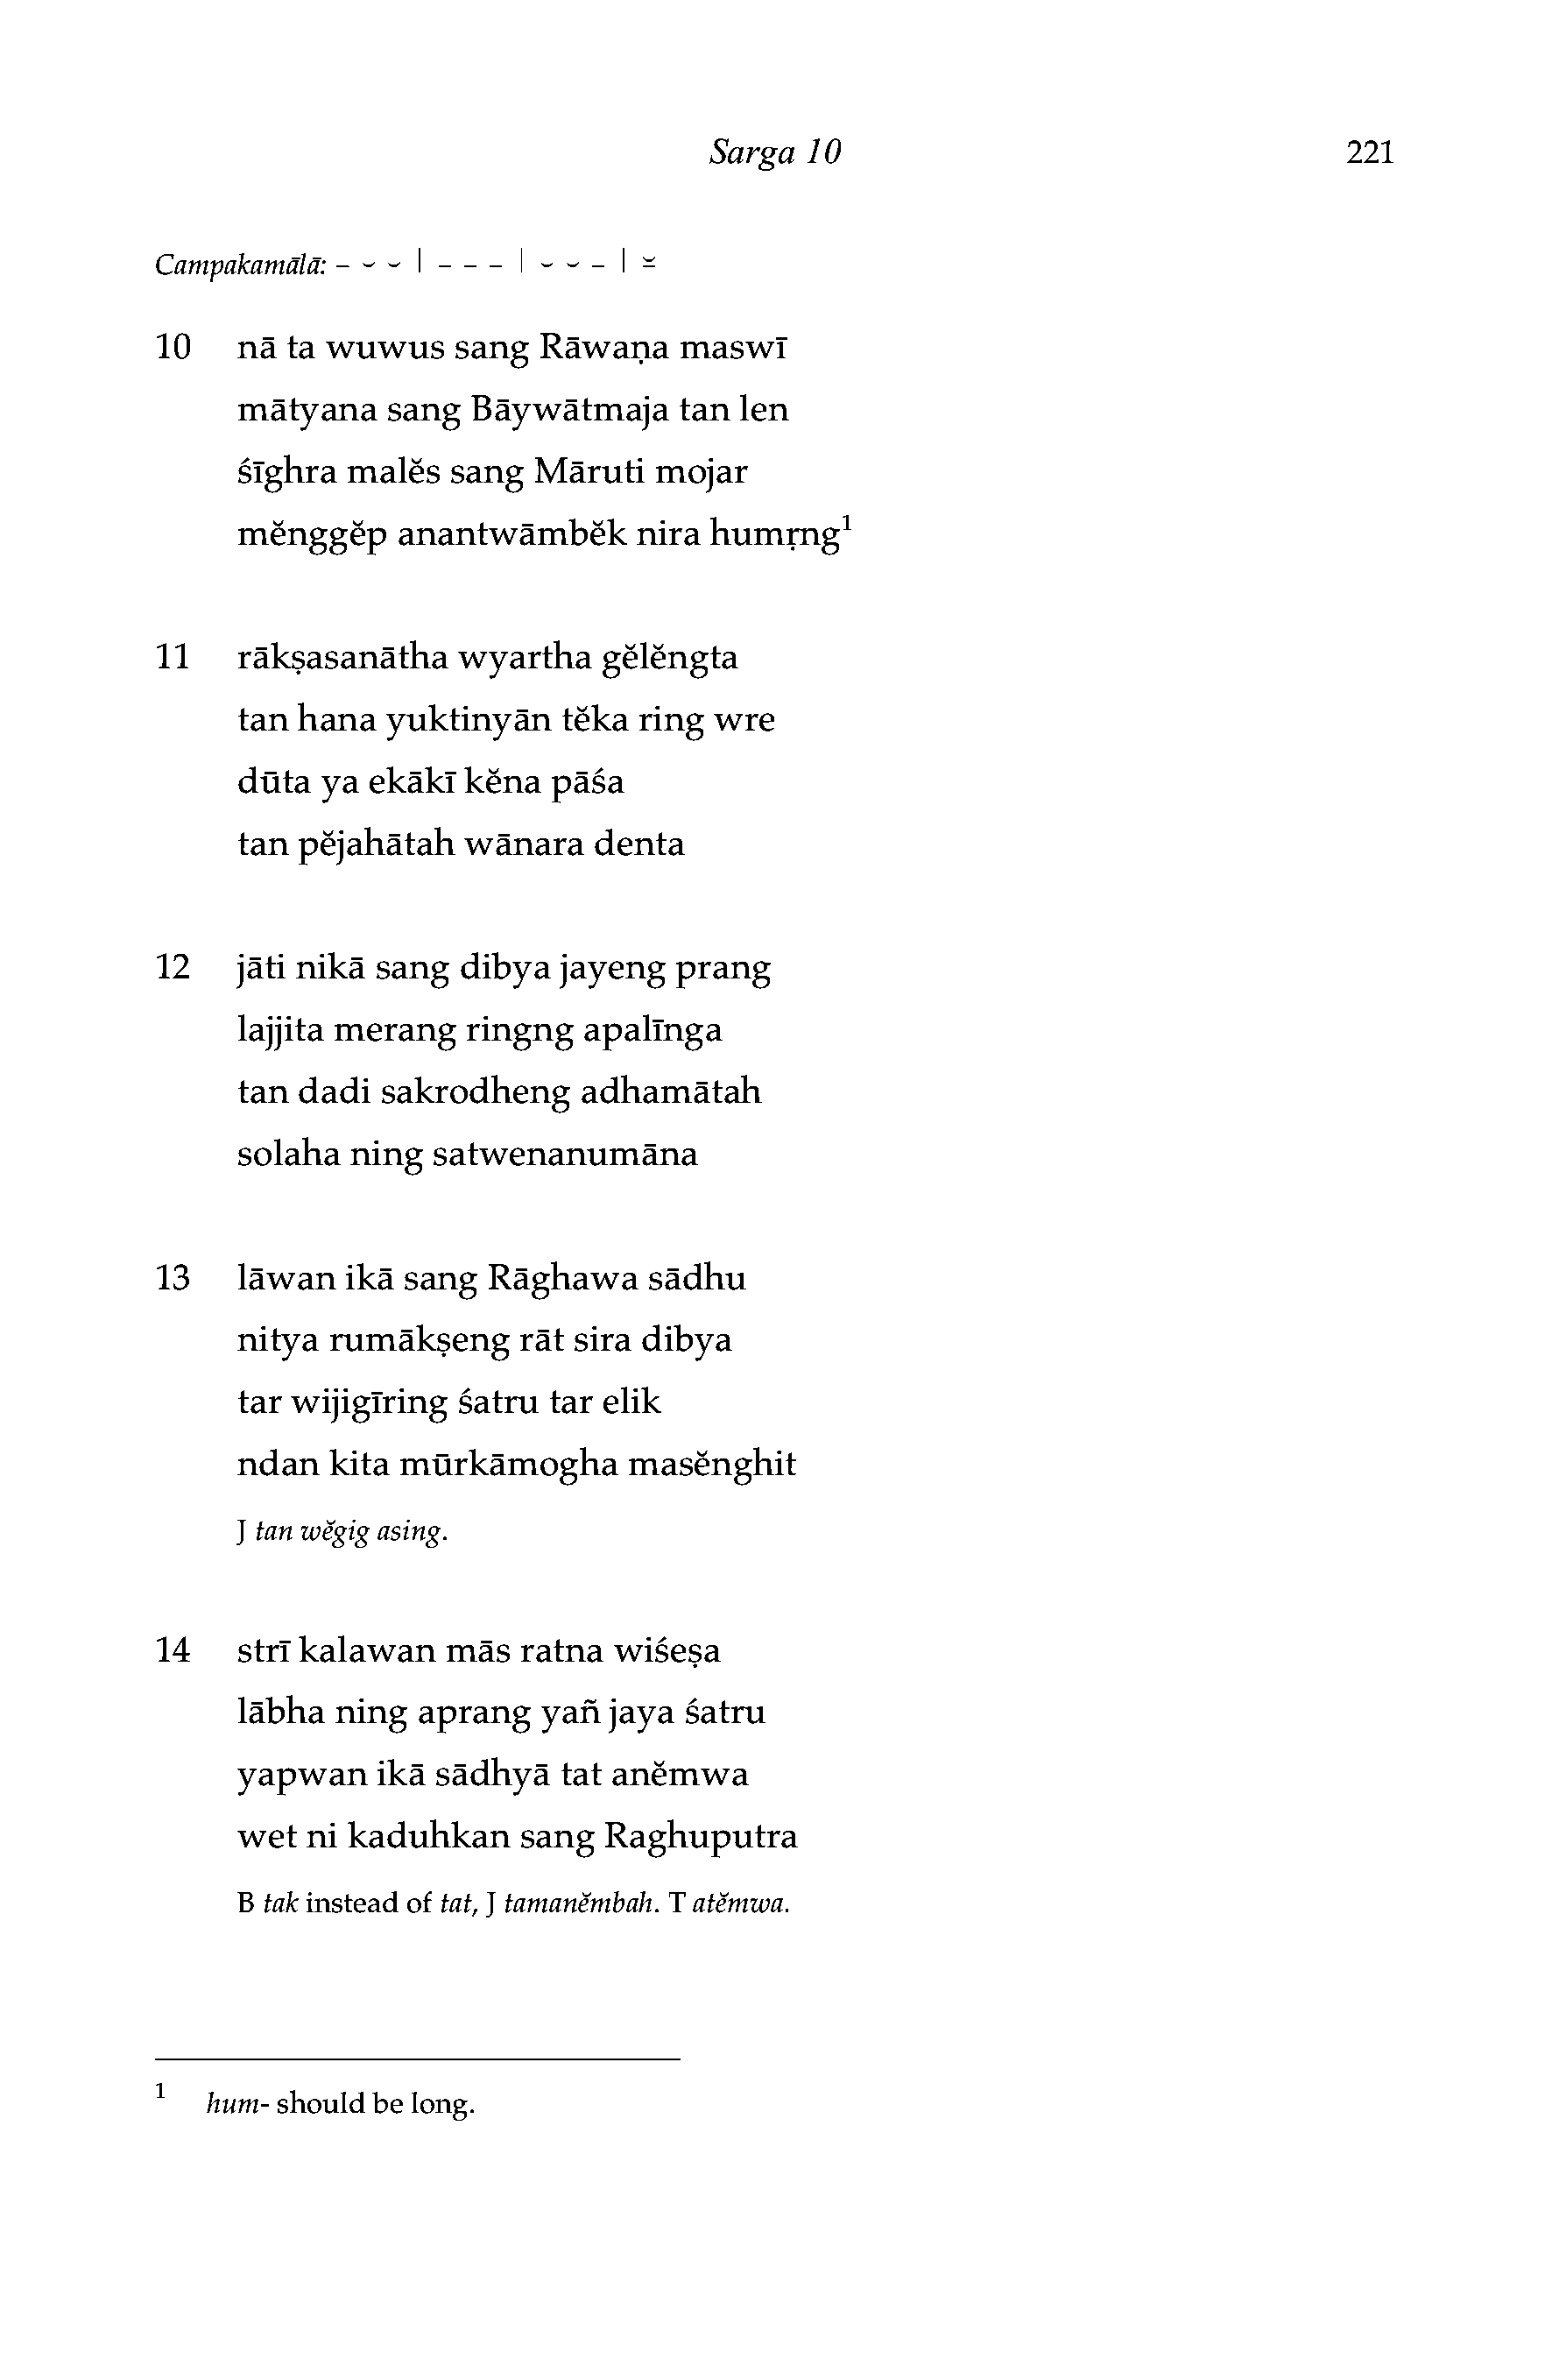 Sarga 10 221
Campakamālā: – ⏑ ⏑ | – – – | ⏑ ⏑ – | ⏓
10 nā ta wuwus sang Rāwaṇa maswī
mātyana sang Bāywātmaja tan len
śīghra malĕs sang Māruti mojar
mĕnggĕp anantwāmbĕk nira humṛng¹
11 rākṣasanātha wyartha gĕlĕngta
tan hana yuktinyān tĕka ring wre
dūta ya ekākī kĕna pāśa
tan pĕjahātah wānara denta
12 jāti nikā sang dibya jayeng prang
lajjita merang ringng apalīnga
tan dadi sakrodheng adhamātah
solaha ning satwenanumāna
13 lāwan ikā sang Rāghawa sādhu
nitya rumākṣeng rāt sira dibya
tar wijigīring śatru tar elik
ndan kita mūrkāmogha masĕnghit
J tan wĕgig asing.
14 strī kalawan mās ratna wiśeṣa
lābha ning aprang yañ jaya śatru
yapwan ikā sādhyā tat anĕmwa
wet ni kaduhkan sang Raghuputra
B tak instead of tat, J tamanĕmbah. T atĕmwa.
1 hum- should be long.